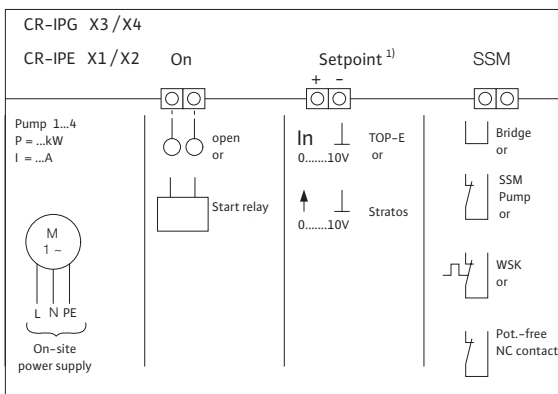 CR-IPG X3/X4
CR-IPE X1/X2 On Setpoint 1) SSM
+ −
Pump 1...4
P = ...kW
I = ...A
M
1 ~
L N PE
On-site
power supply
open
or
Start relay
In
0.......10V
TOP-E
or
0.......10V
Stratos
Bridge
or
SSM
Pump
or
WSK
or
Pot.-free
NC contact